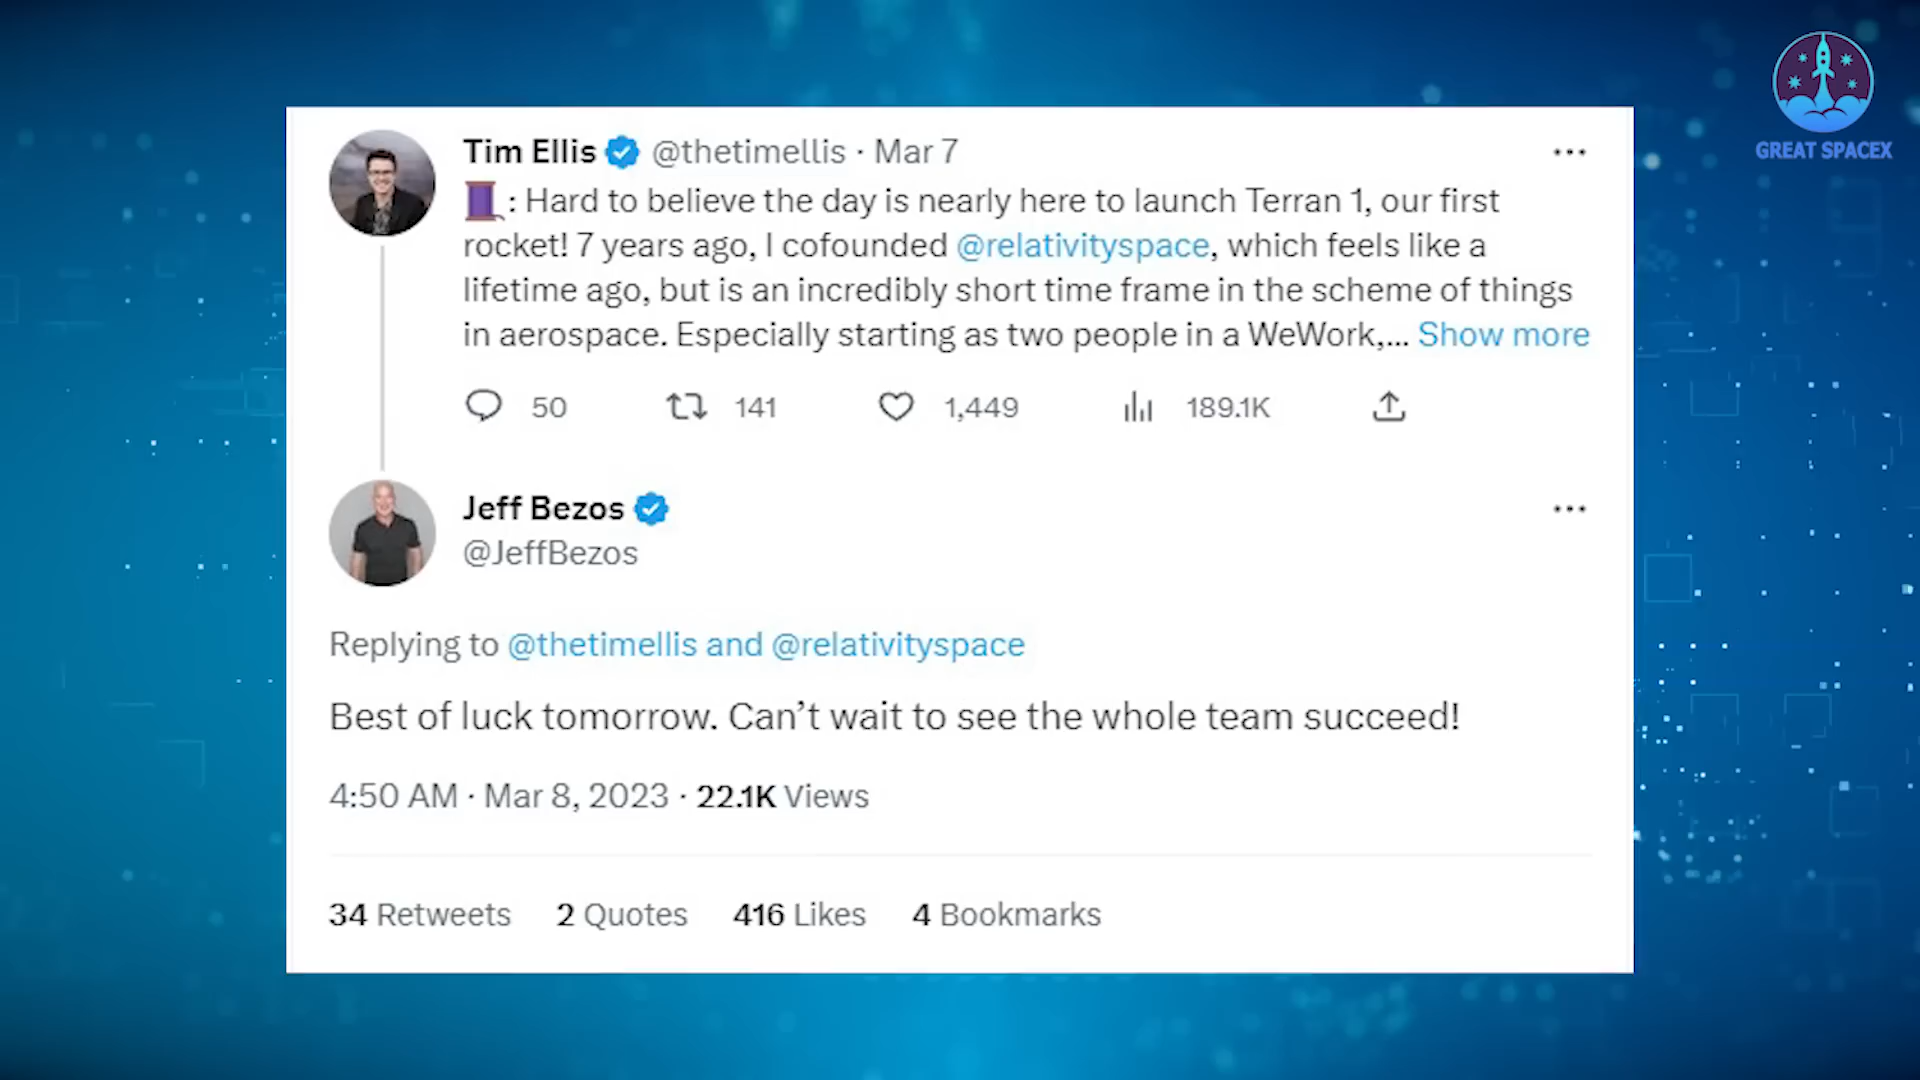 GREAT SPACEX
Tim Ellis @thetimellis · Mar 7
🧵: Hard to believe the day is nearly here to launch Terran 1, our first
rocket! 7 years ago, I cofounded @relativityspace, which feels like a
lifetime ago, but is an incredibly short time frame in the scheme of things
in aerospace. Especially starting as two people in a WeWork,... Show more
50 141 1,449 189.1K
Jeff Bezos
@JeffBezos
Replying to @thetimellis and @relativityspace
Best of luck tomorrow. Can’t wait to see the whole team succeed!
4:50 AM · Mar 8, 2023 · 22.1K Views
34 Retweets 2 Quotes 416 Likes 4 Bookmarks